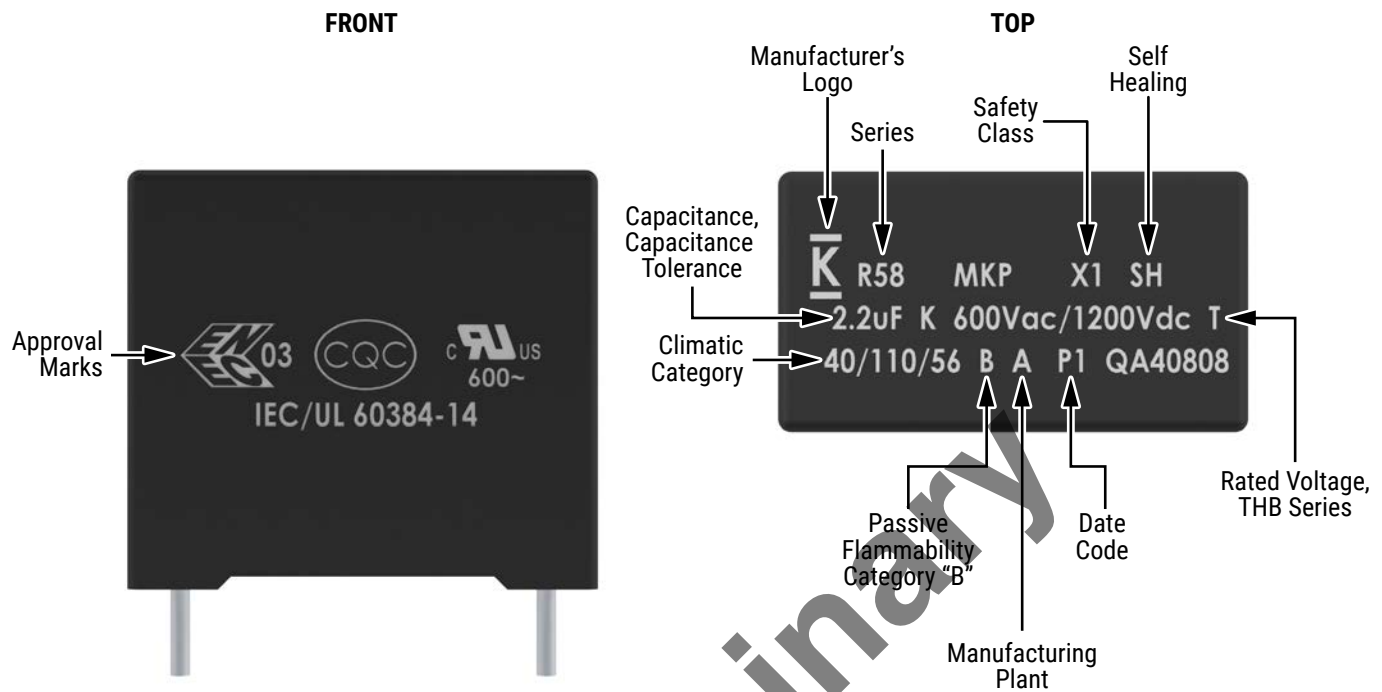 FRONT
TOP
Manufacturer's
Logo
Self
Healing
Safety
Class
Series
Capacitance,
Capacitance
Tolerance
K R58 MKP X1 SH
2.2uF K 600Vac/1200Vdc T
Approval
Marks
03 CQC c RU US
600~
IEC/UL 60384-14
Climatic
Category
40/110/56 B A P1 QA40808
Rated Voltage,
THB Series
Passive
Flammability
Category “B”
Date
Code
Manufacturing
Plant
inary